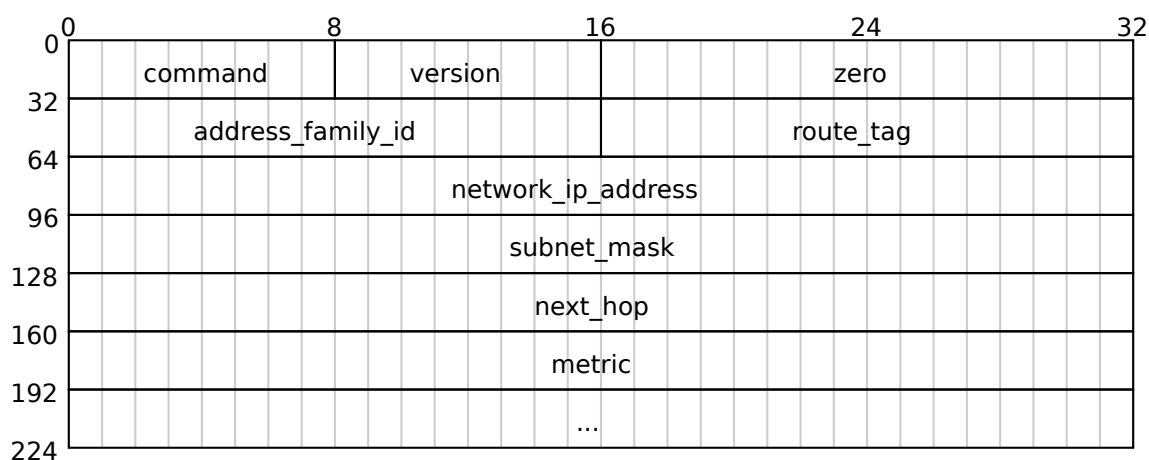 0 8 16 24 32
0
command version zero
32
address_family_id route_tag
64
network_ip_address
96
subnet_mask
128
next_hop
160
metric
192
...
224